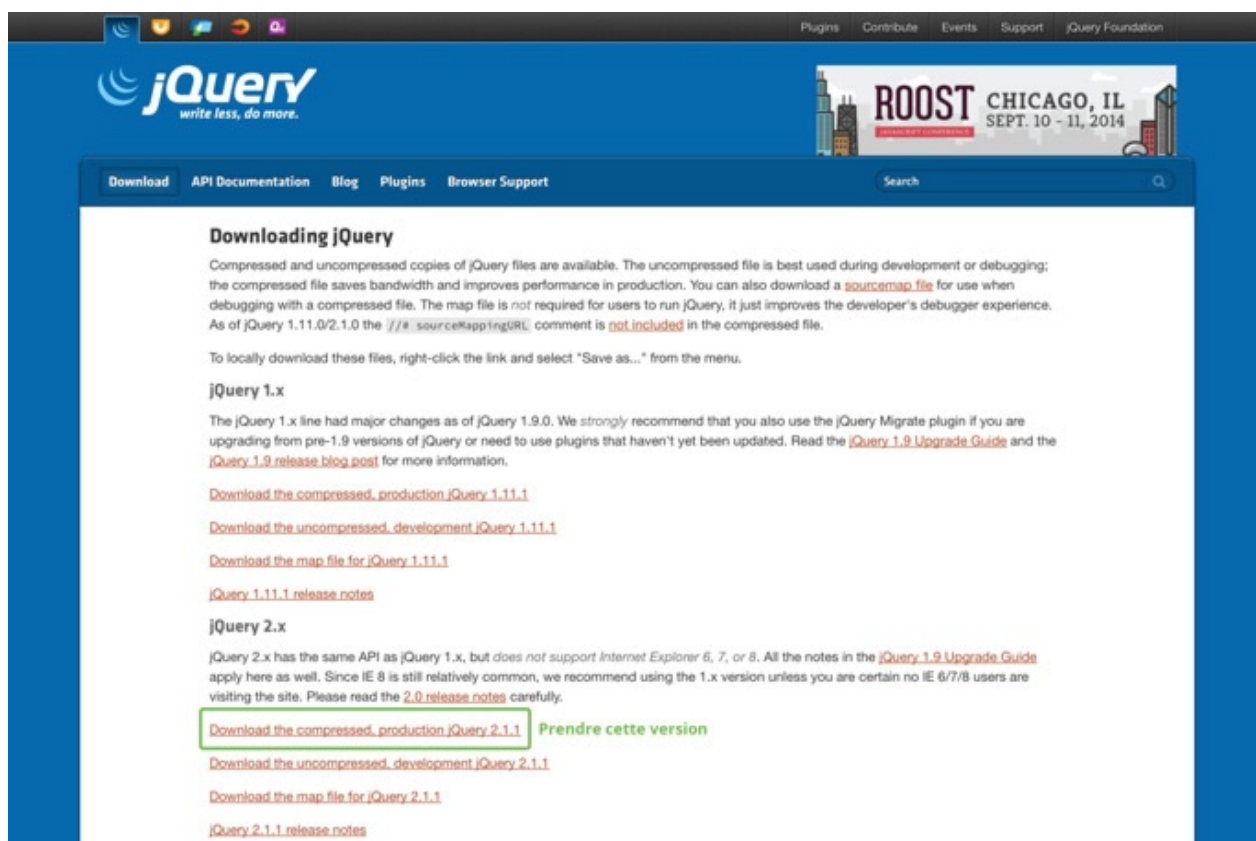 Plugins Contribute Events Support jQuery Foundation
jQuery
write less, do more.
ROOST
JAVASCRIPT CONFERENCE
CHICAGO, IL
SEPT. 10 - 11, 2014
Download API Documentation Blog Plugins Browser Support Search
Downloading jQuery
Compressed and uncompressed copies of jQuery files are available. The uncompressed file is best used during development or debugging;
the compressed file saves bandwidth and improves performance in production. You can also download a sourcemap file for use when
debugging with a compressed file. The map file is not required for users to run jQuery, it just improves the developer's debugger experience.
As of jQuery 1.11.0/2.1.0 the //# sourceMappingURL comment is not included in the compressed file.
To locally download these files, right-click the link and select "Save as..." from the menu.
jQuery 1.x
The jQuery 1.x line had major changes as of jQuery 1.9.0. We strongly recommend that you also use the jQuery Migrate plugin if you are
upgrading from pre-1.9 versions of jQuery or need to use plugins that haven't yet been updated. Read the jQuery 1.9 Upgrade Guide and the
jQuery 1.9 release blog post for more information.
Download the compressed, production jQuery 1.11.1
Download the uncompressed, development jQuery 1.11.1
Download the map file for jQuery 1.11.1
jQuery 1.11.1 release notes
jQuery 2.x
jQuery 2.x has the same API as jQuery 1.x, but does not support Internet Explorer 6, 7, or 8. All the notes in the jQuery 1.9 Upgrade Guide
apply here as well. Since IE 8 is still relatively common, we recommend using the 1.x version unless you are certain no IE 6/7/8 users are
visiting the site. Please read the 2.0 release notes carefully.
Download the compressed, production jQuery 2.1.1 Prendre cette version
Download the uncompressed, development jQuery 2.1.1
Download the map file for jQuery 2.1.1
jQuery 2.1.1 release notes